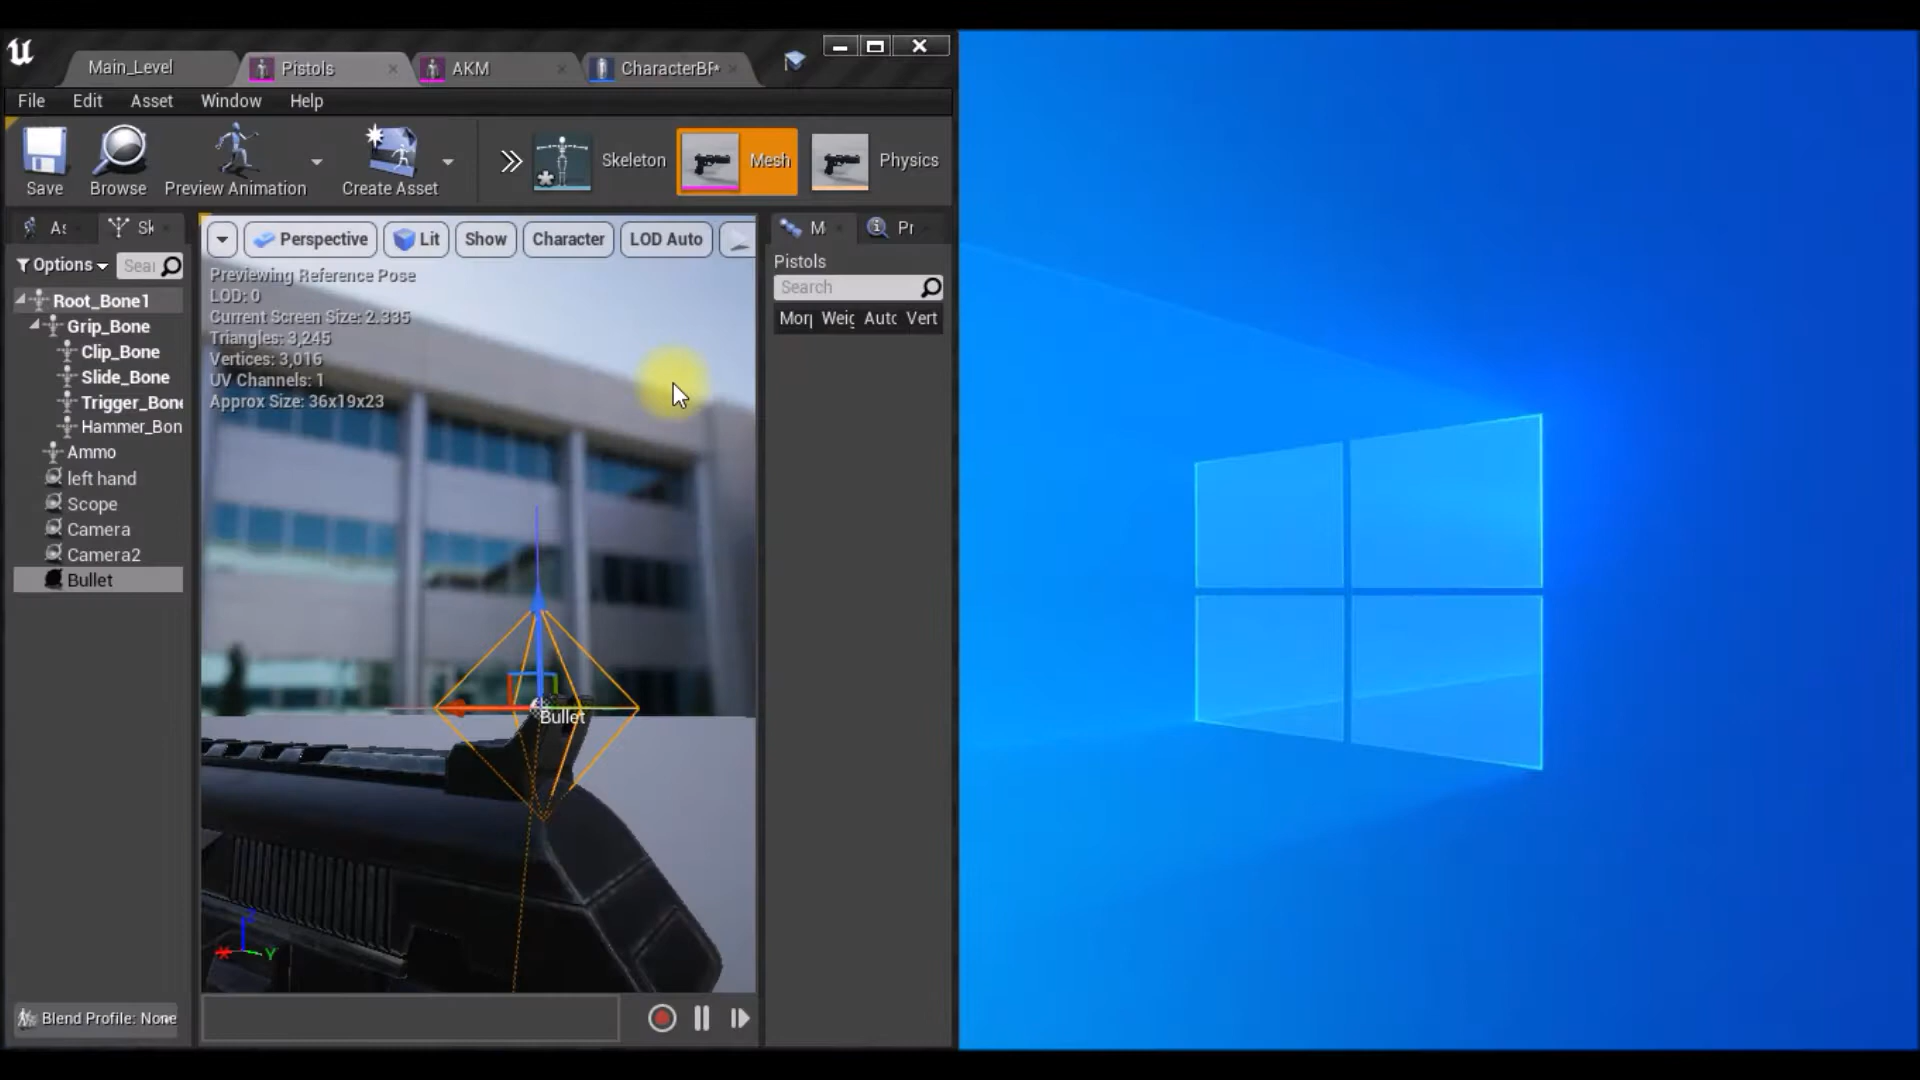 Main_Level
Pistols
AKM
CharacterBF*
File Edit Asset Window Help
Save
Browse
Preview Animation
Create Asset
Skeleton
Mesh
Physics
As
Sk
Options
Sear
Root_Bone1
Grip_Bone
Clip_Bone
Slide_Bone
Trigger_Bone
Hammer_Bon
Ammo
left hand
Scope
Camera
Camera2
Bullet
Blend Profile: None
Perspective
Lit
Show
Character
LOD Auto
Previewing Reference Pose
LOD: 0
Current Screen Size: 2.335
Triangles: 3,245
Vertices: 3,016
UV Channels: 1
Approx Size: 36x19x23
Bullet
Z
X
Y
M
Pr
Pistols
Search
Morp Weig Auto Vert